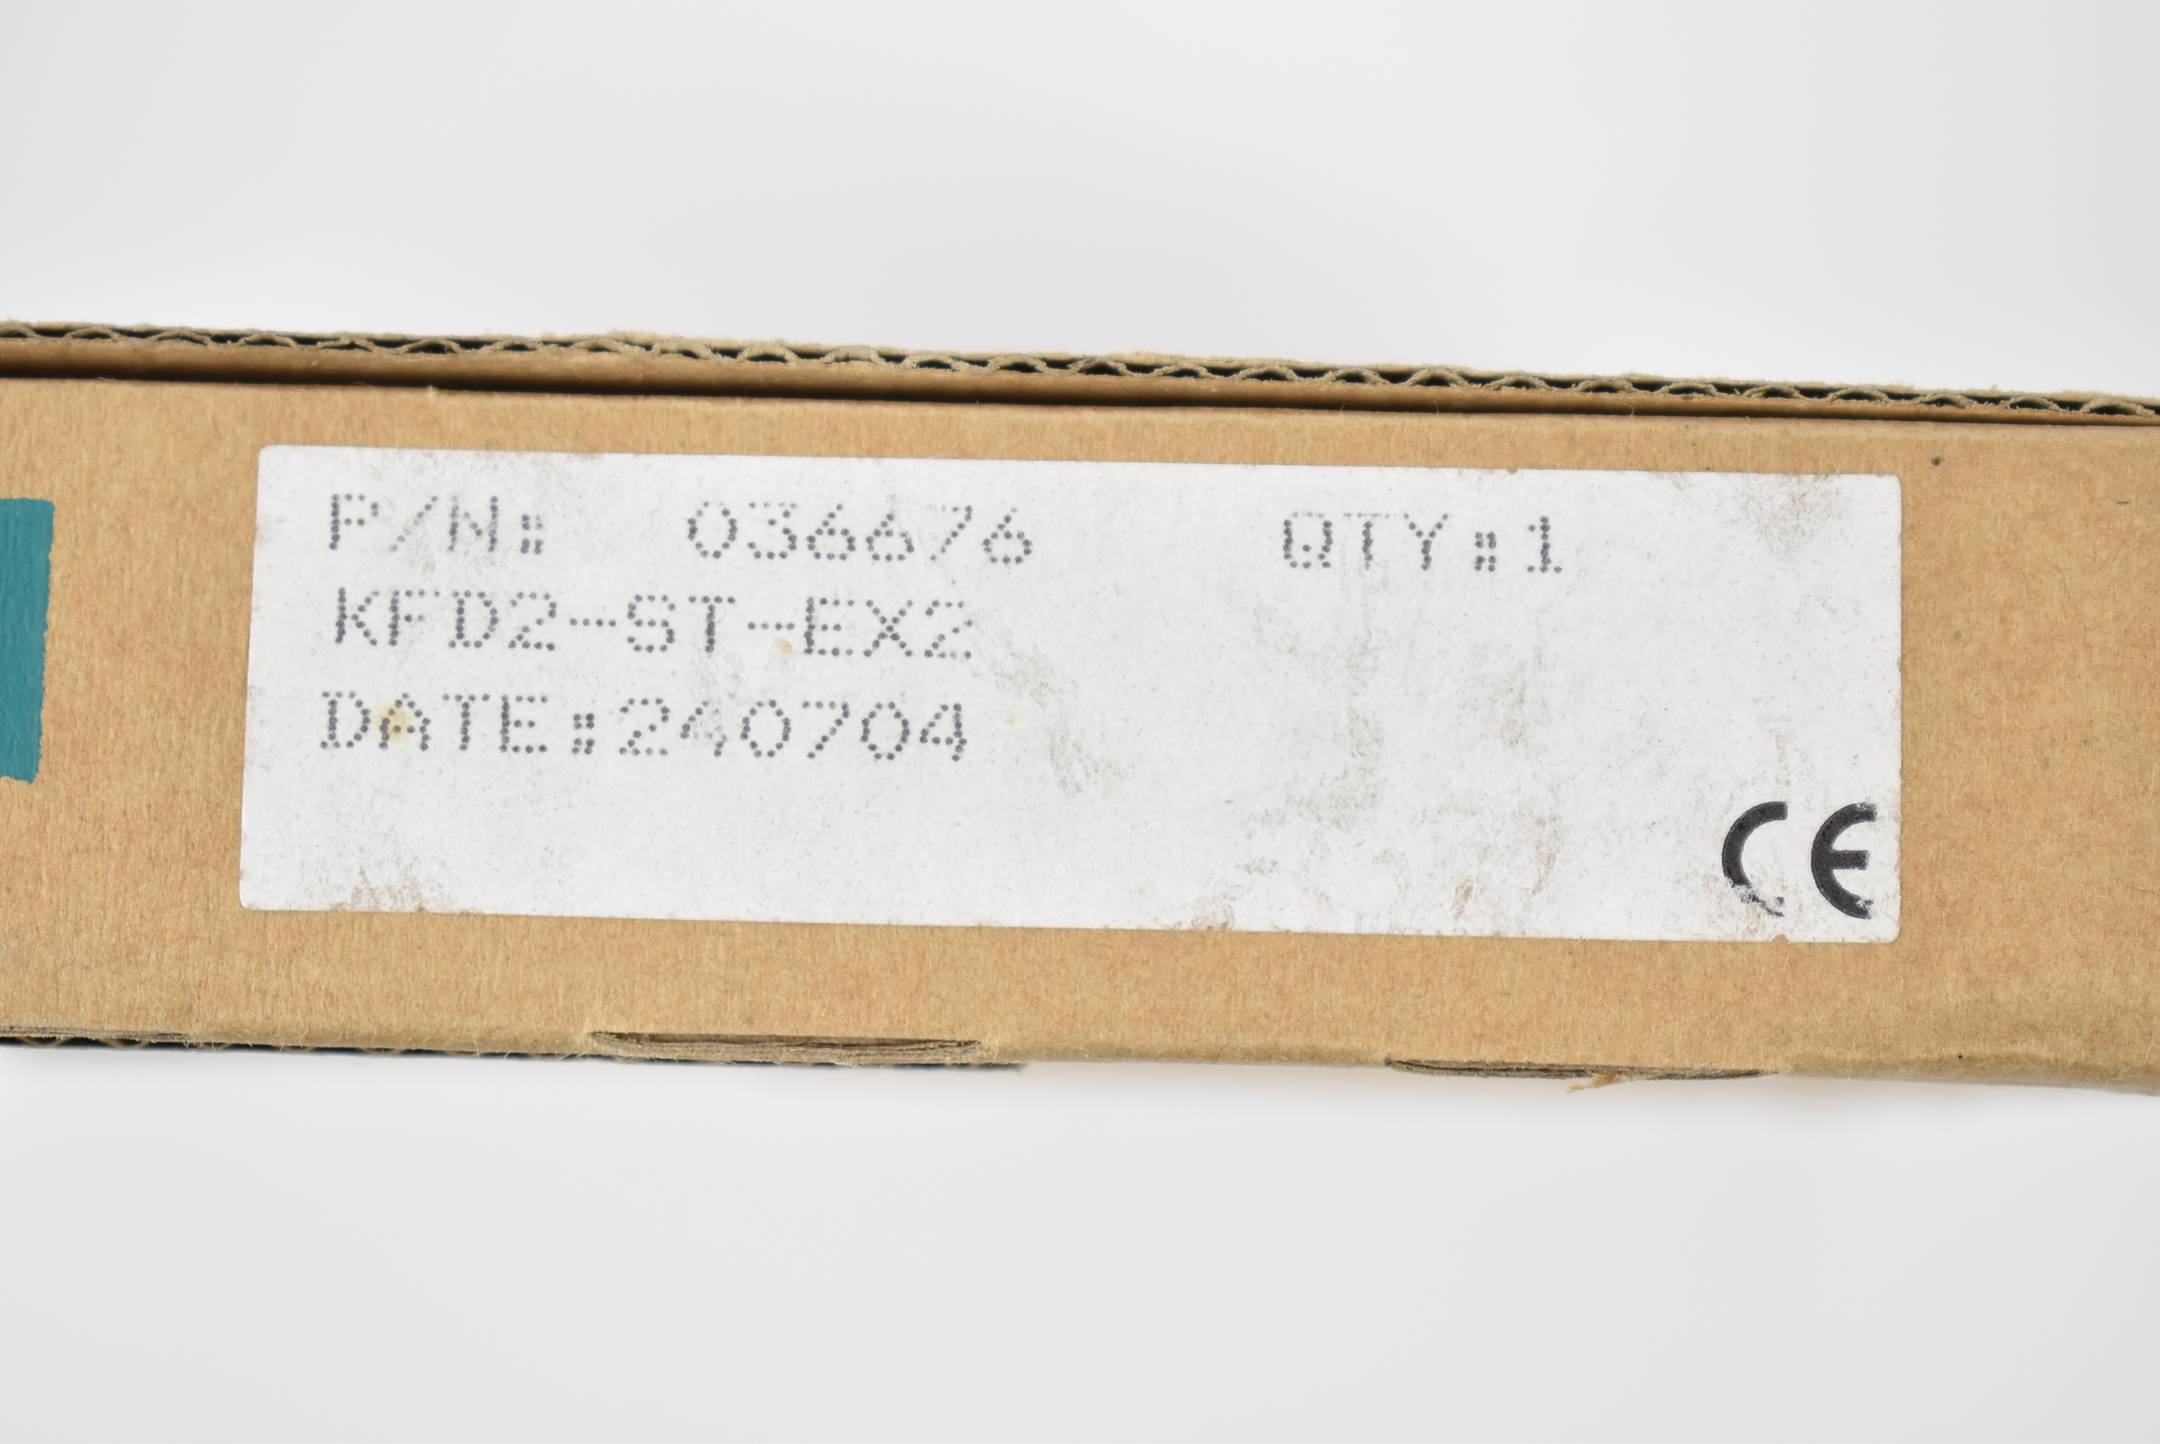 P/N: 036676 QTY:1
KFD2-ST-EX2
DATE:240704
CE